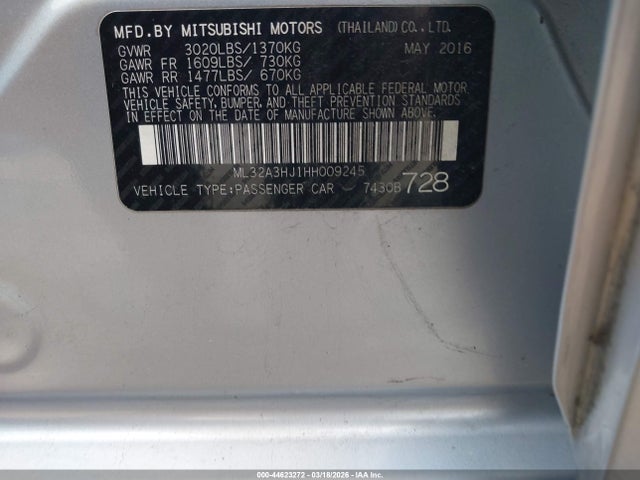 MFD.BY MITSUBISHI MOTORS (THAILAND)CO.,LTD.
GVWR 3020LBS/1370KG MAY 2016
GAWR FR 1609LBS/ 730KG
GAWR RR 1477LBS/ 670KG
THIS VEHICLE CONFORMS TO ALL APPLICABLE FEDERAL MOTOR
VEHICLE SAFETY, BUMPER, AND THEFT PREVENTION STANDARDS
IN EFFECT ON THE DATE OF MANUFACTURE SHOWN ABOVE.
ML32A3HJ1HH009245
VEHICLE TYPE:PASSENGER CAR 7430B 728
000-44623272 - 03/18/2026 - IAA Inc.